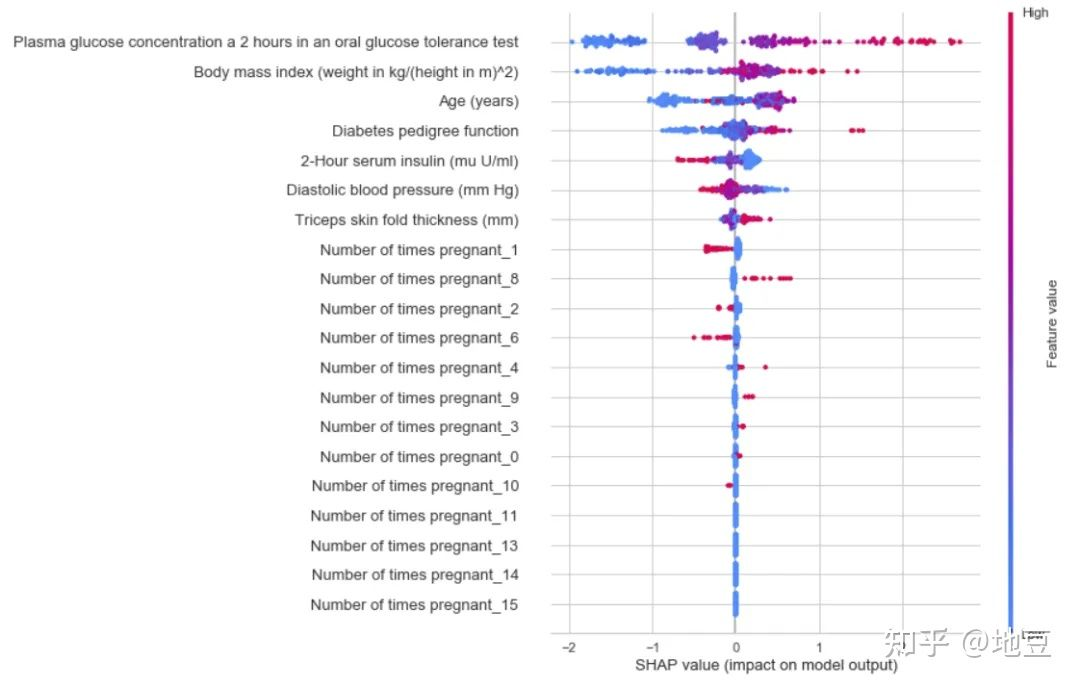 High
Plasma glucose concentration a 2 hours in an oral glucose tolerance test
Body mass index (weight in kg/(height in m)^2)
Age (years)
Diabetes pedigree function
2-Hour serum insulin (mu U/ml)
Diastolic blood pressure (mm Hg)
Triceps skin fold thickness (mm)
Number of times pregnant_1
Number of times pregnant_8
Number of times pregnant_2
Number of times pregnant_6
Number of times pregnant_4
Number of times pregnant_9
Number of times pregnant_3
Number of times pregnant_0
Number of times pregnant_10
Number of times pregnant_11
Number of times pregnant_13
Number of times pregnant_14
Number of times pregnant_15
Feature value
Low
−2 −1 0 1 2
SHAP value (impact on model output)
知乎 @地豆